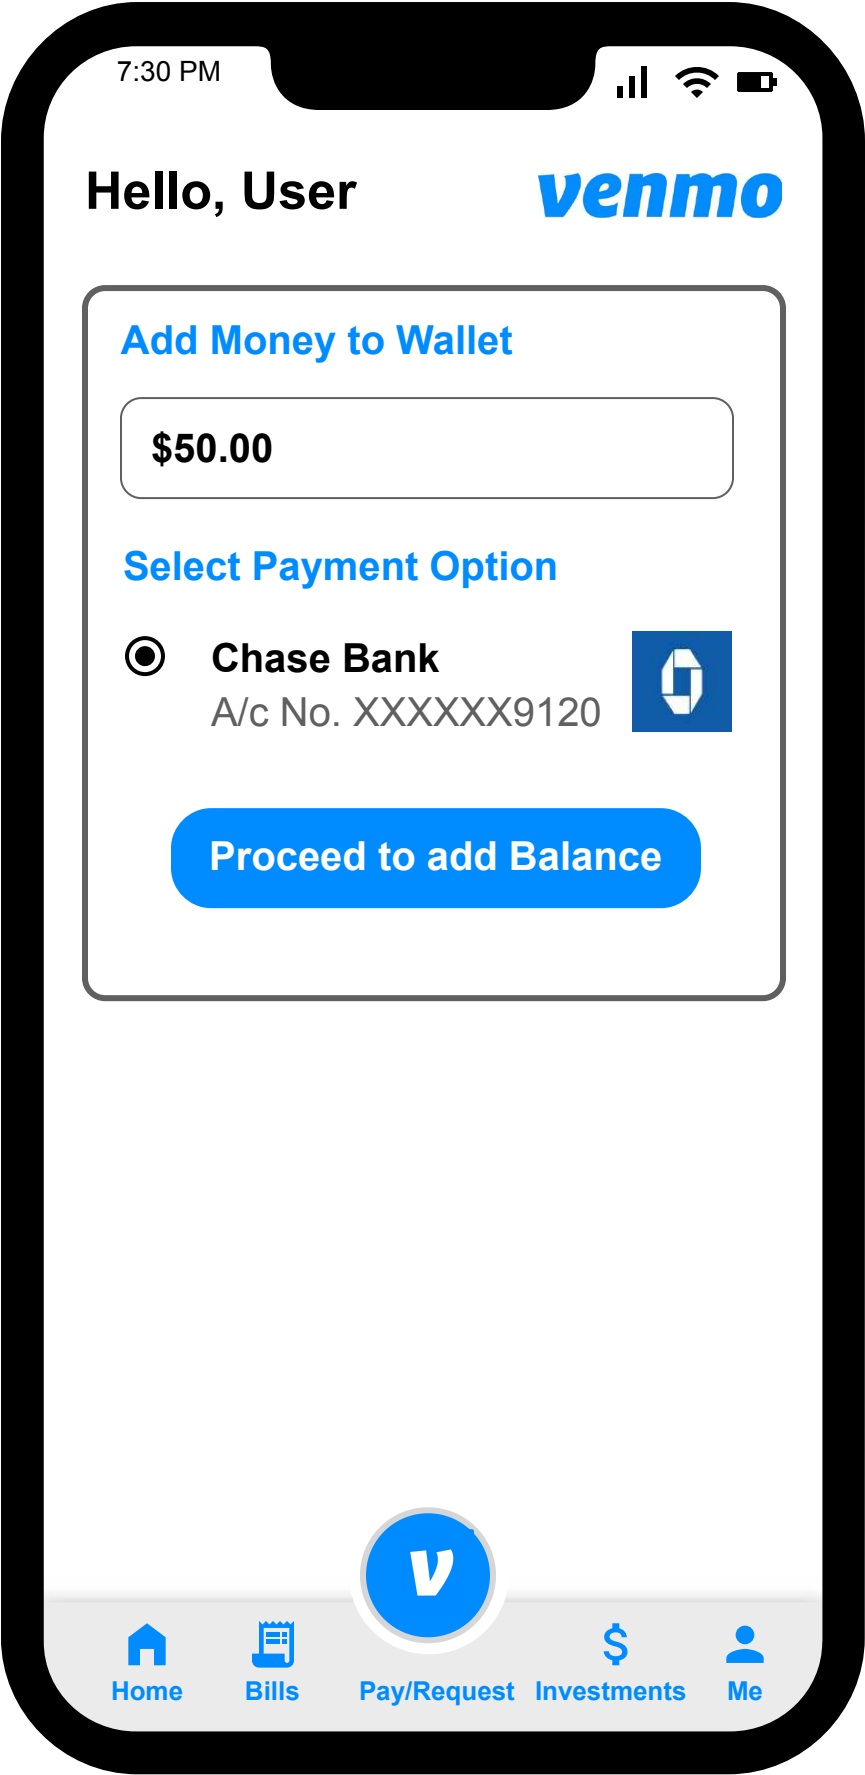 7:30 PM
Hello, User
venmo
Add Money to Wallet
$50.00
Select Payment Option
Chase Bank
A/c No. XXXXXX9120
Proceed to add Balance
V
Home
Bills
Pay/Request
$
Investments
Me